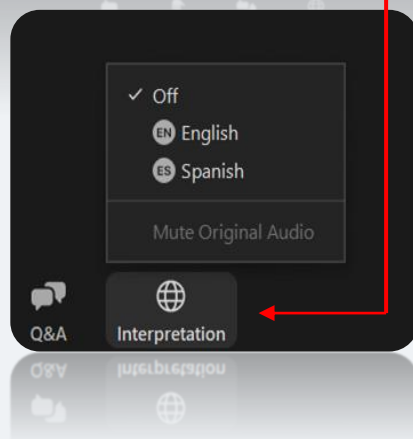 Off
EN English
ES Spanish
Mute Original Audio
Q&A
Interpretation